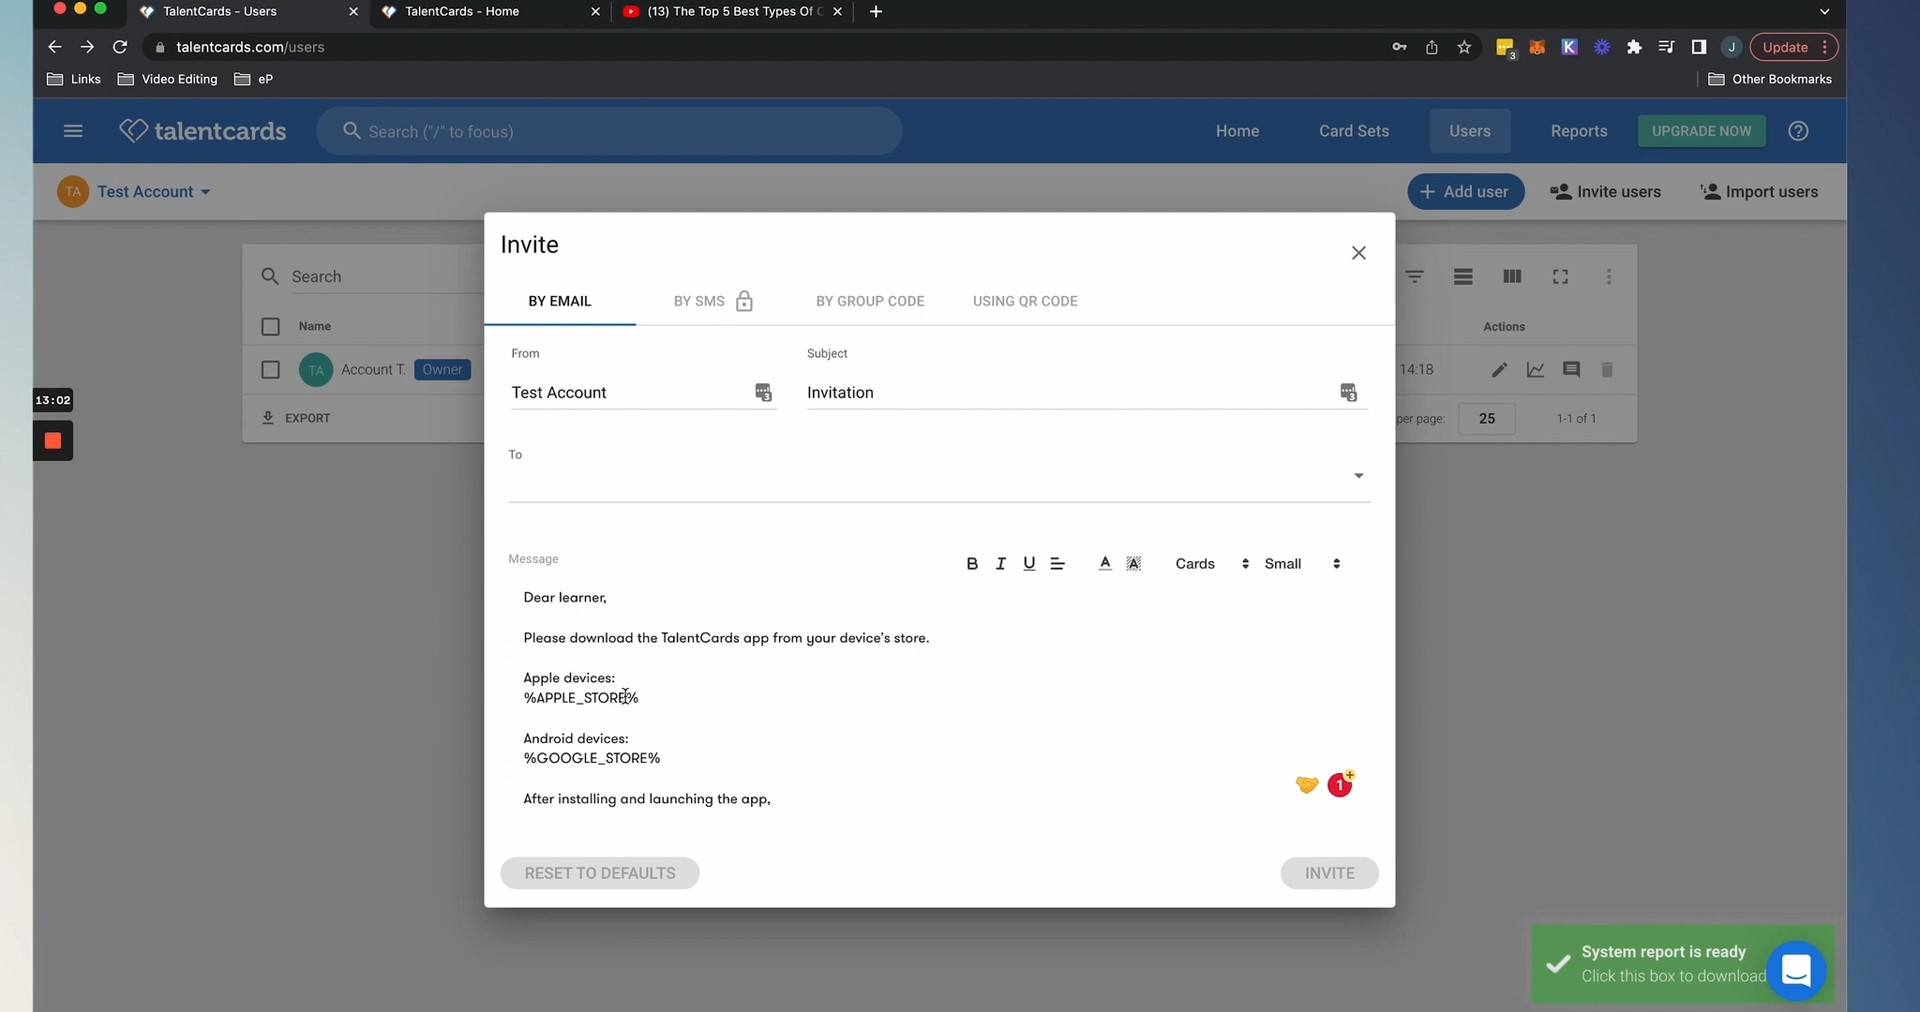 TalentCards - Users
TalentCards - Home
(13) The Top 5 Best Types Of C
talentcards.com/users
3
K
J
Update
Links
Video Editing
eP
Other Bookmarks
talentcards
Search ("/" to focus)
Home
Card Sets
Users
Reports
UPGRADE NOW
?
TA
Test Account
+ Add user
Invite users
Import users
Invite
Search
BY EMAIL
BY SMS
BY GROUP CODE
USING QR CODE
Name
Actions
From
Subject
TA
Account T.
Owner
14:18
Test Account
3
Invitation
3
13:02
EXPORT
per page:
25
1-1 of 1
To
Message
B
I
U
A
A
Cards
Small
Dear learner,
Please download the TalentCards app from your device's store.
Apple devices:
%APPLE_STORE%
Android devices:
%GOOGLE_STORE%
1
After installing and launching the app,
RESET TO DEFAULTS
INVITE
System report is ready
Click this box to download